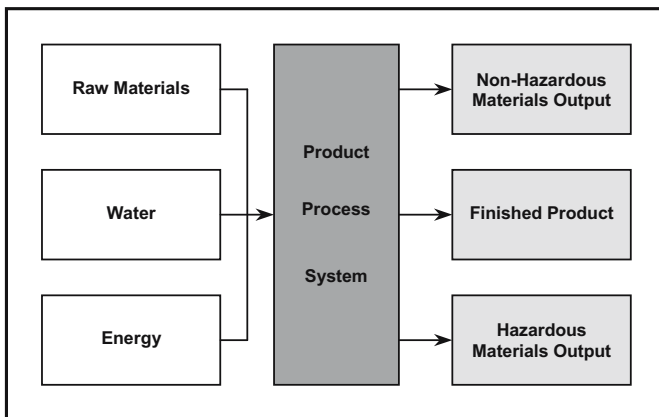 Raw Materials
Water
Energy
Product
Process
System
Non-Hazardous
Materials Output
Finished Product
Hazardous
Materials Output